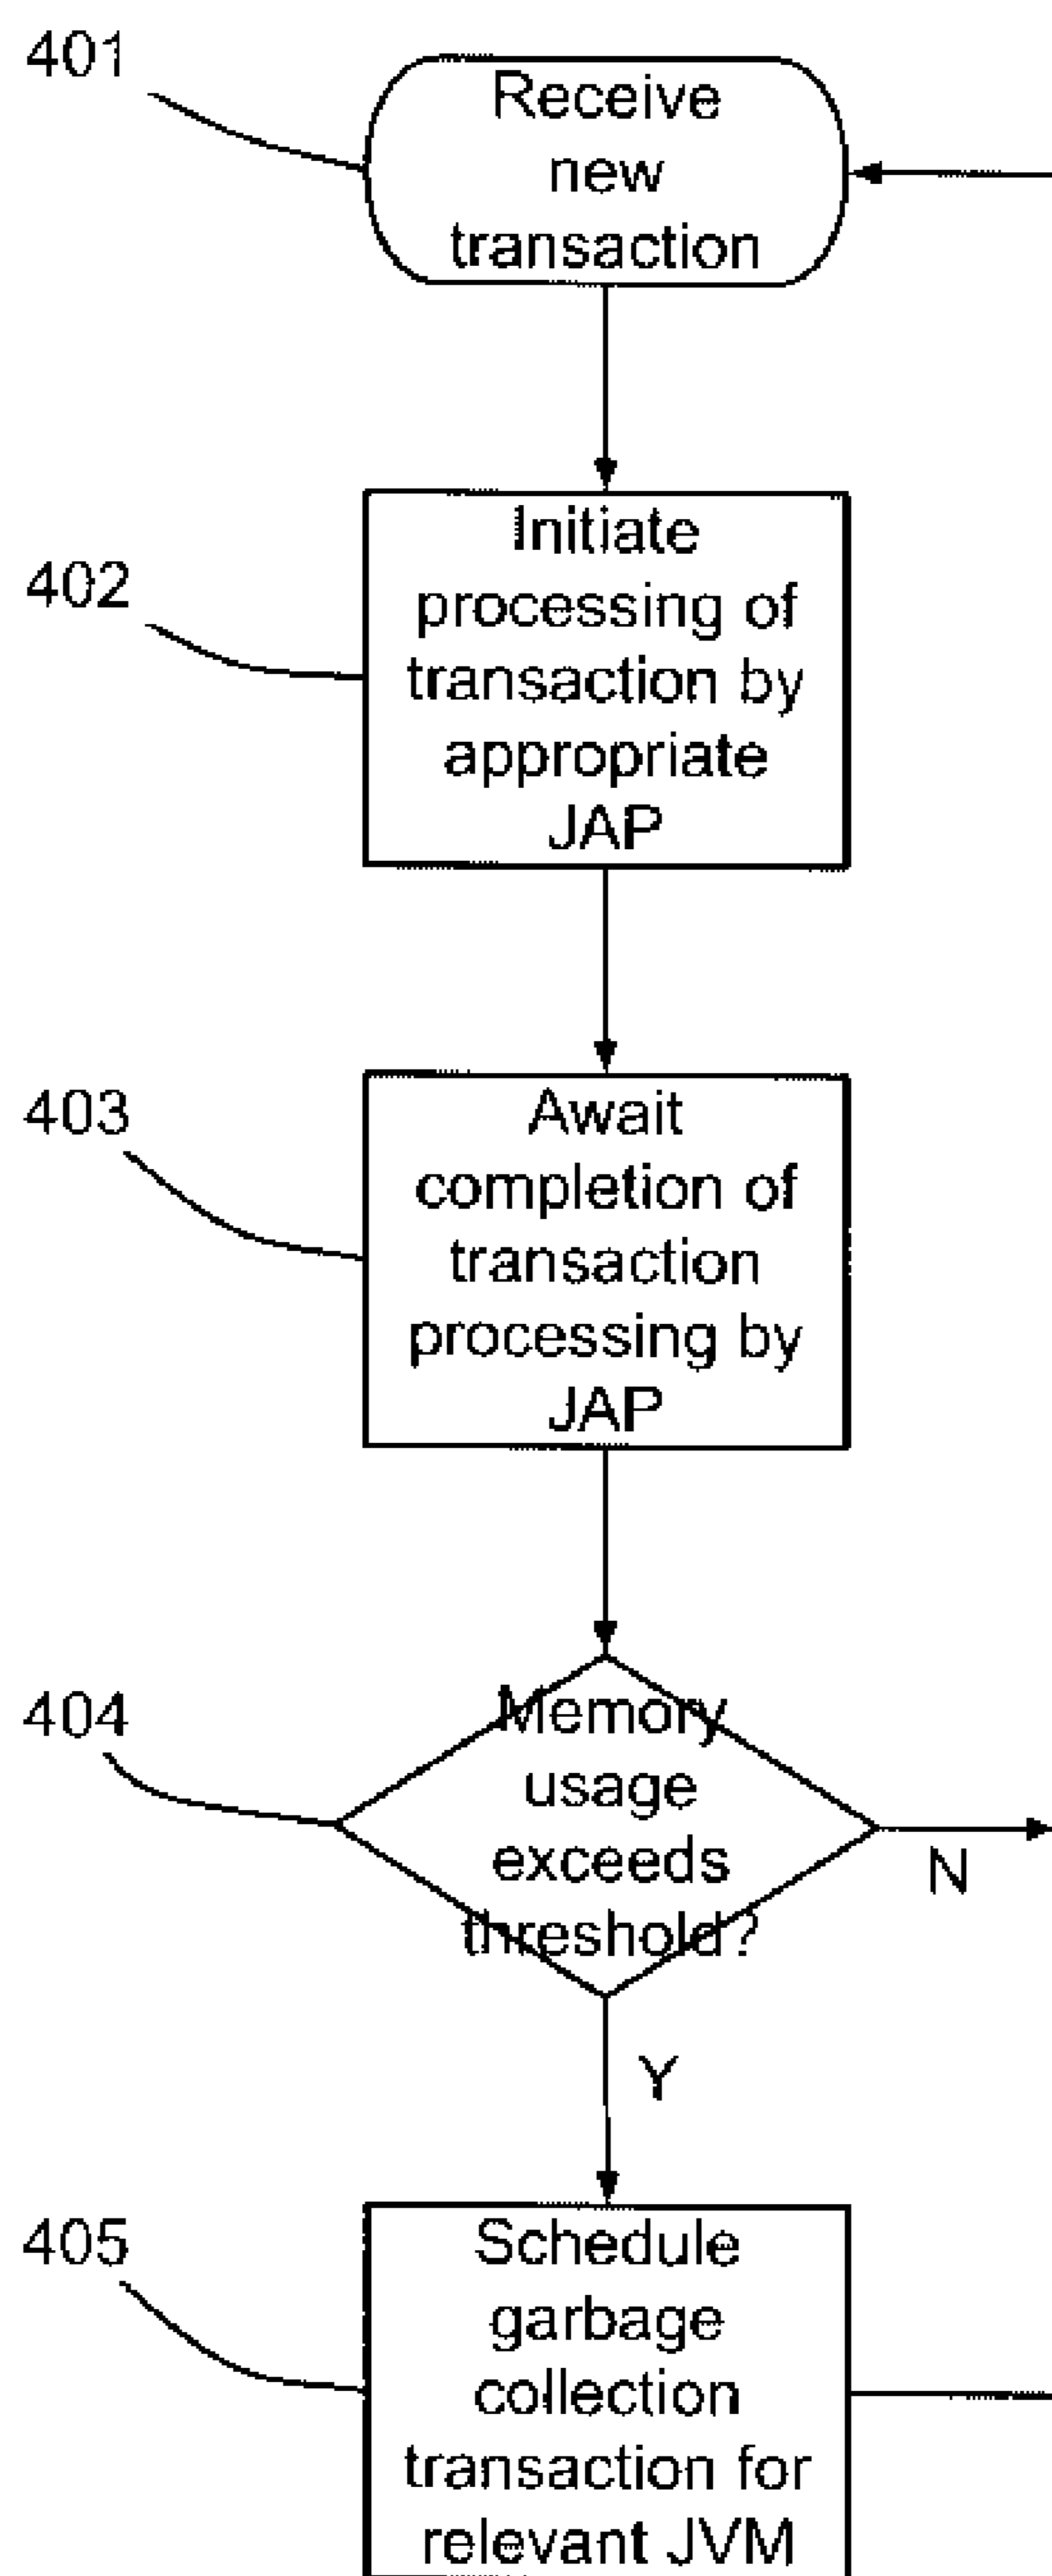 401
Receive
new
transaction
402
Initiate
processing of
transaction by
appropriate
JAP
403
Await
completion of
transaction
processing by
JAP
404
Memory
usage
exceeds
threshold?
N
Y
405
Schedule
garbage
collection
transaction for
relevant JVM